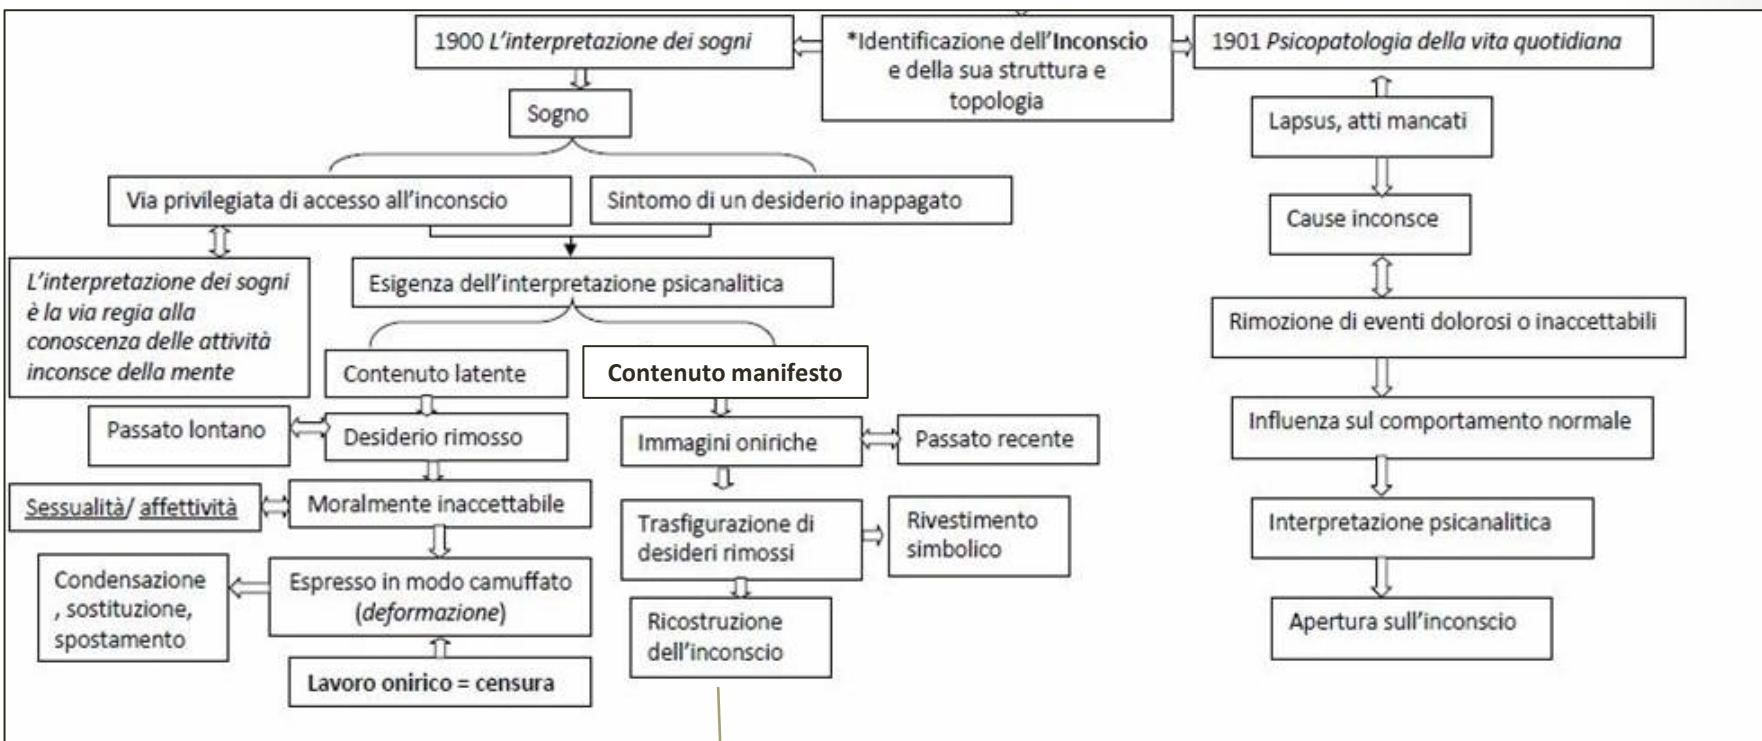 1900 L'interpretazione dei sogni
*Identificazione dell'Inconscio
e della sua struttura e
topologia
1901 Psicopatologia della vita quotidiana
Sogno
Lapsus, atti mancati
Via privilegiata di accesso all'inconscio
Sintomo di un desiderio inappagato
Cause inconsce
L'interpretazione dei sogni
è la via regia alla
conoscenza delle attività
inconsce della mente
Esigenza dell'interpretazione psicanalitica
Rimozione di eventi dolorosi o inaccettabili
Contenuto latente
Contenuto manifesto
Passato lontano
Desiderio rimosso
Immagini oniriche
Passato recente
Influenza sul comportamento normale
Sessualità/ affettività
Moralmente inaccettabile
Trasfigurazione di
desideri rimossi
Rivestimento
simbolico
Interpretazione psicanalitica
Condensazione
, sostituzione,
spostamento
Espresso in modo camuffato
(deformazione)
Ricostruzione
dell'inconscio
Apertura sull'inconscio
Lavoro onirico = censura